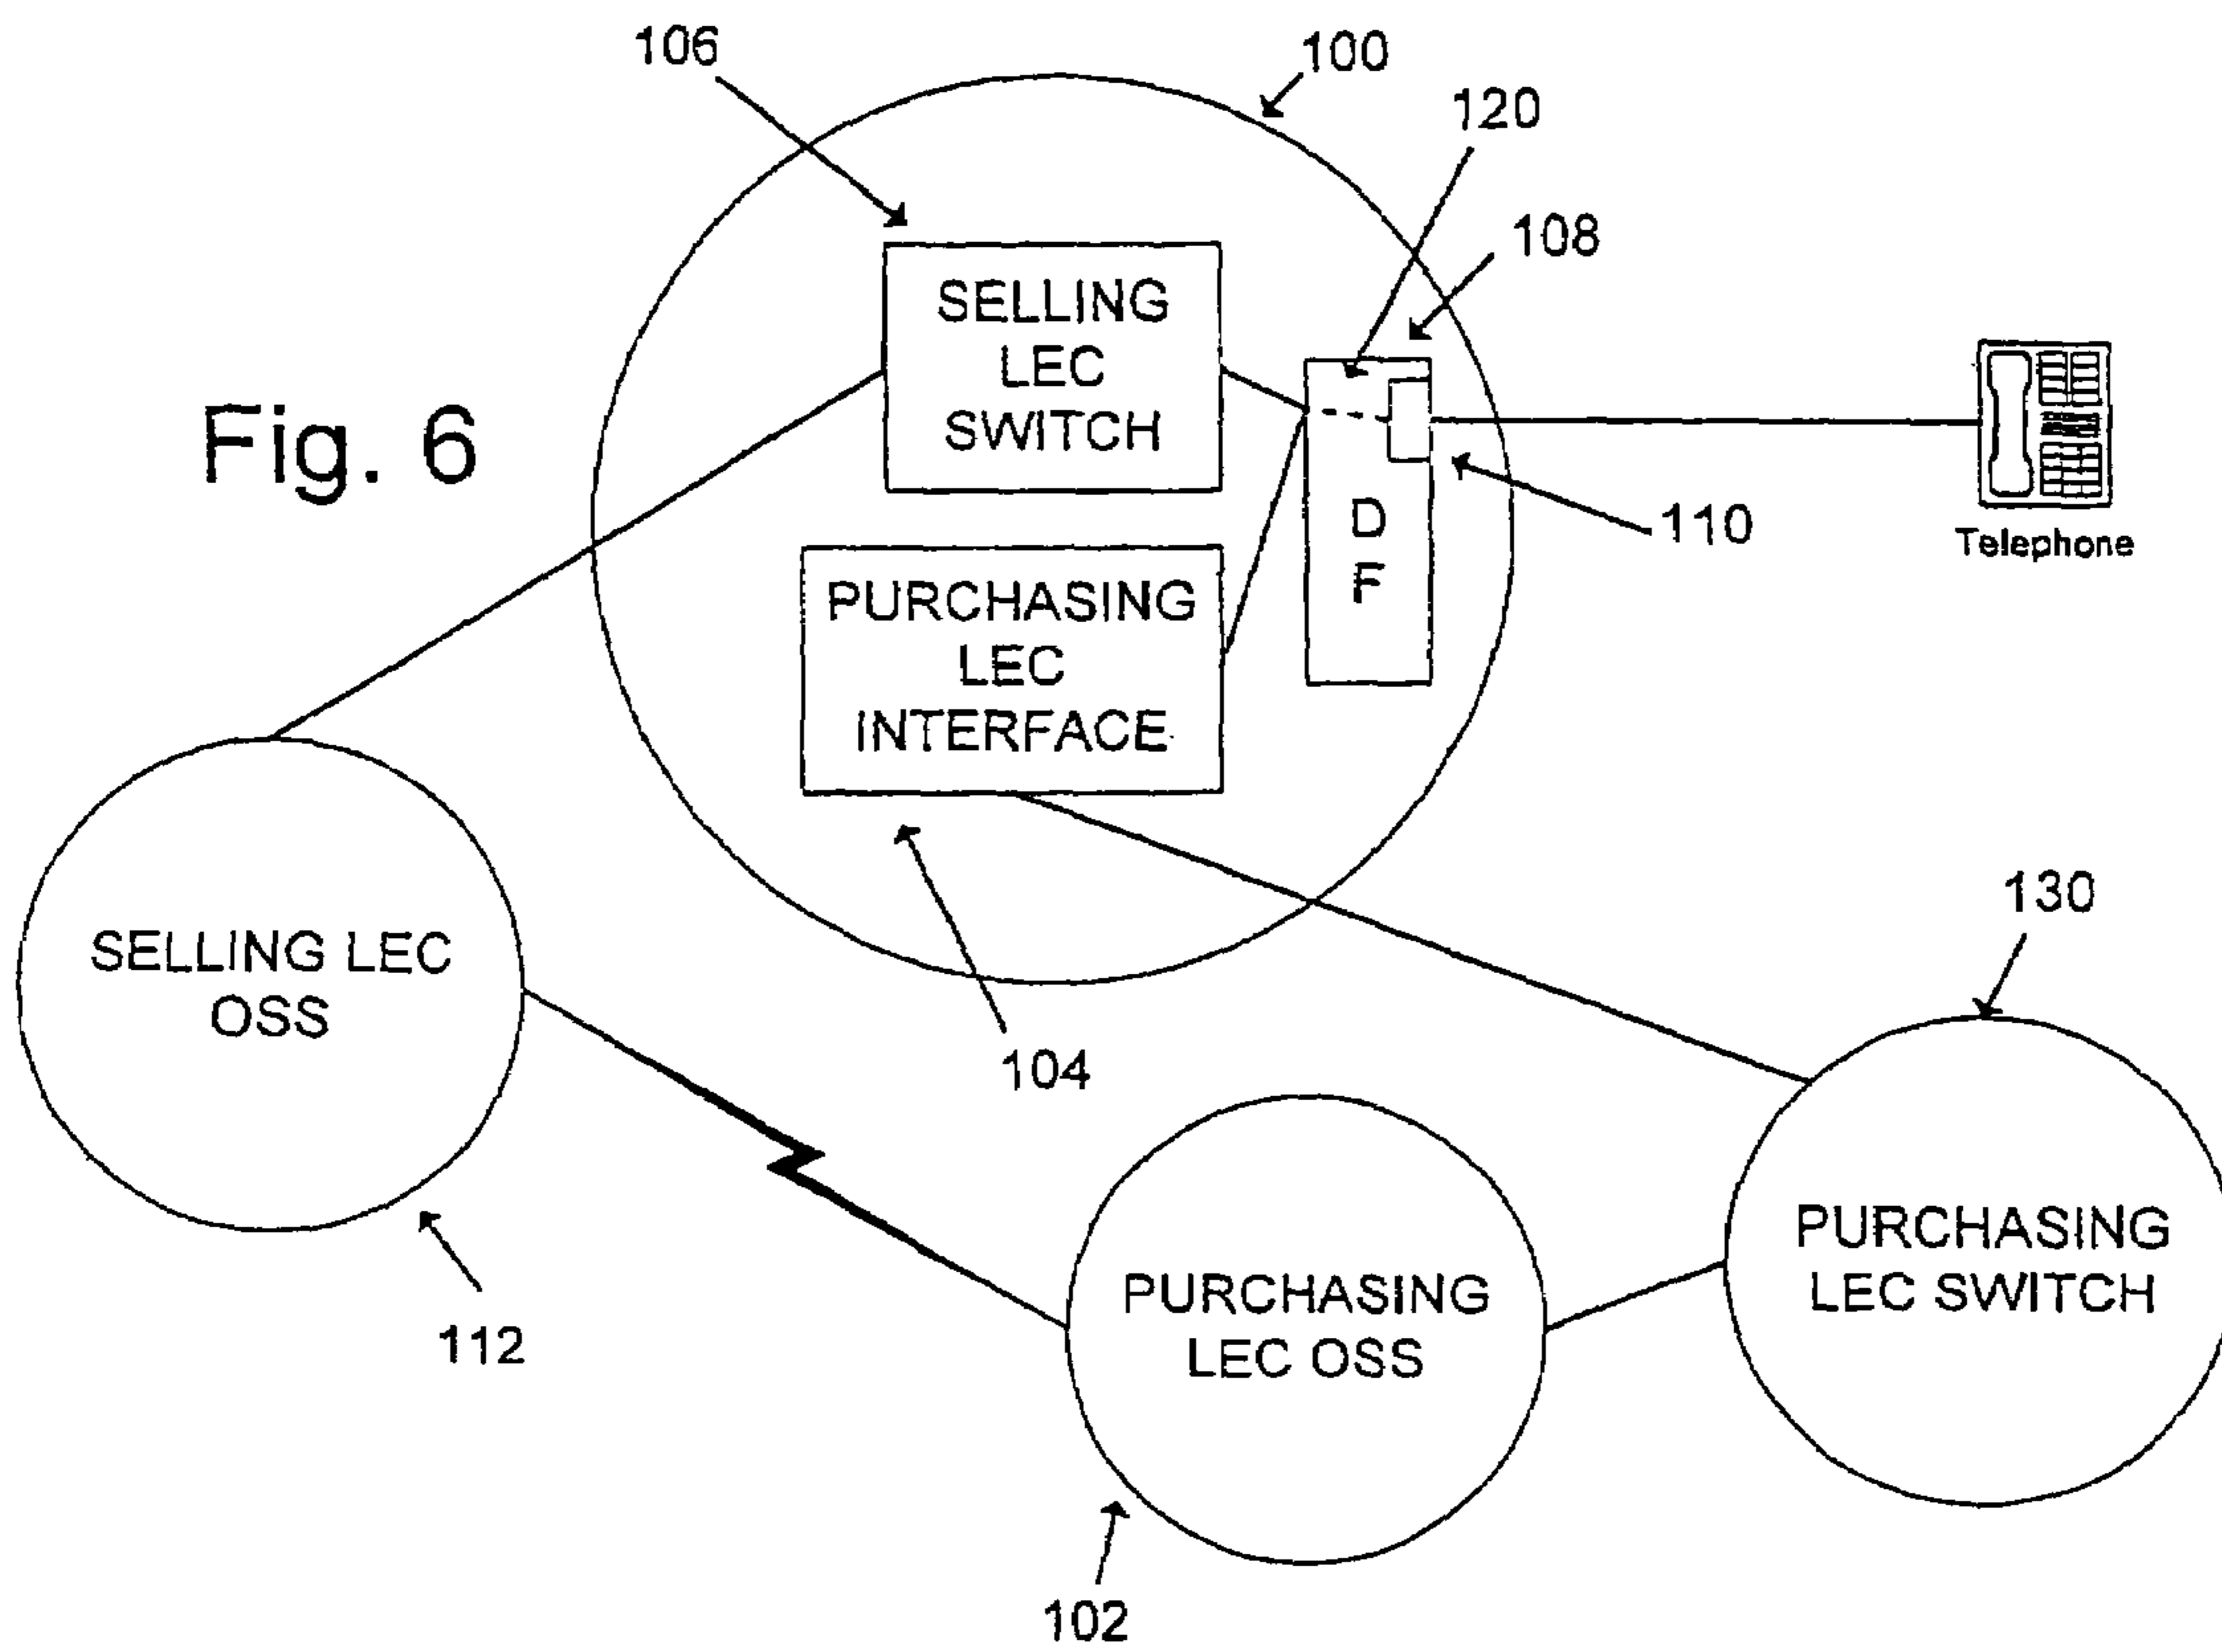 106
100
120
108
SELLING
LEC
SWITCH
Fig. 6
D
F
110
Telephone
PURCHASING
LEC
INTERFACE
130
SELLING LEC
OSS
104
PURCHASING
LEC SWITCH
PURCHASING
LEC OSS
112
102